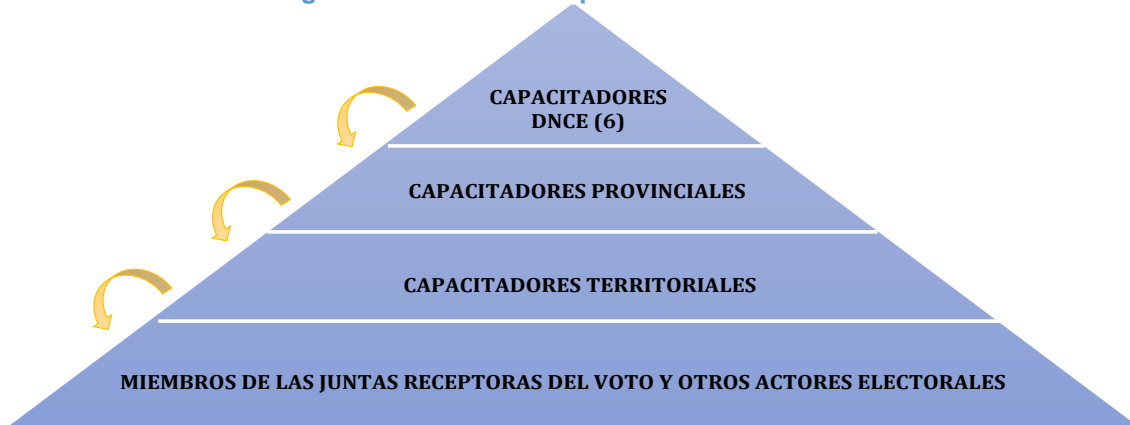 CAPACITADORES
DNCE (6)
CAPACITADORES PROVINCIALES
CAPACITADORES TERRITORIALES
MIEMBROS DE LAS JUNTAS RECEPTORAS DEL VOTO Y OTROS ACTORES ELECTORALES